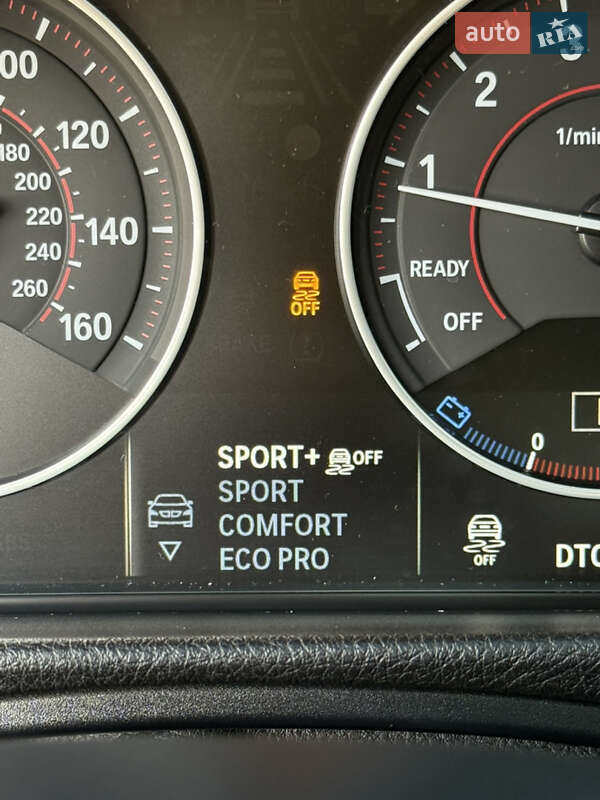 auto RIA
3
00
120
180
200
220
240
260
140
160
2
1
1/min
READY
OFF
OFF
0
SPORT+ OFF
SPORT
COMFORT
ECO PRO
OFF
DTC